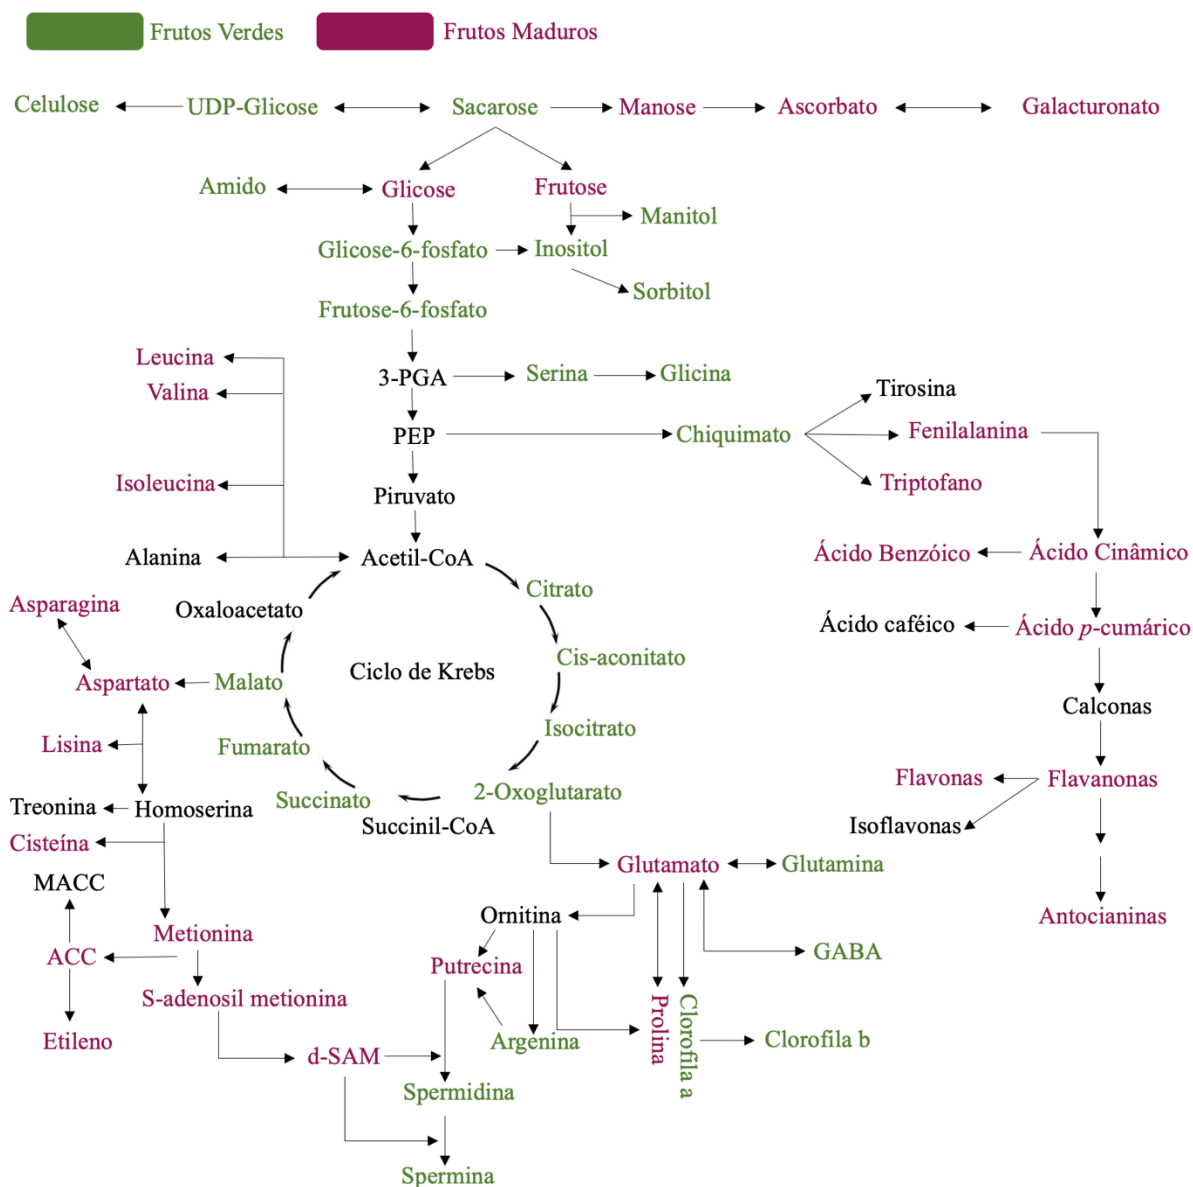 Frutos Verdes
Frutos Maduros
Celulose
UDP-Glicose
Sacarose
Manose
Ascorbato
Galacturonato
Amido
Glicose
Frutose
Manitol
Glicose-6-fosfato
Inositol
Sorbitol
Frutose-6-fosfato
Leucina
Valina
3-PGA
Serina
Glicina
Tirosina
PEP
Chiquimato
Fenilalanina
Isoleucina
Triptofano
Piruvato
Alanina
Acetil-CoA
Ácido Benzóico
Ácido Cinâmico
Citrato
Asparagina
Oxaloacetato
Ácido caféico
Ácido p-cumárico
Cis-aconitato
Ciclo de Krebs
Aspartato
Malato
Calconas
Isocitrato
Lisina
Fumarato
Flavonas
Flavanonas
Succinato
2-Oxoglutarato
Treonina
Homoserina
Succinil-CoA
Isoflavonas
Cisteína
Glutamato
Glutamina
MACC
Ornitina
Antocianinas
Metionina
GABA
ACC
Putrecina
S-adenosil metionina
Prolina
Clorofila a
Etileno
Argenina
Clorofila b
d-SAM
Spermidina
Spermina